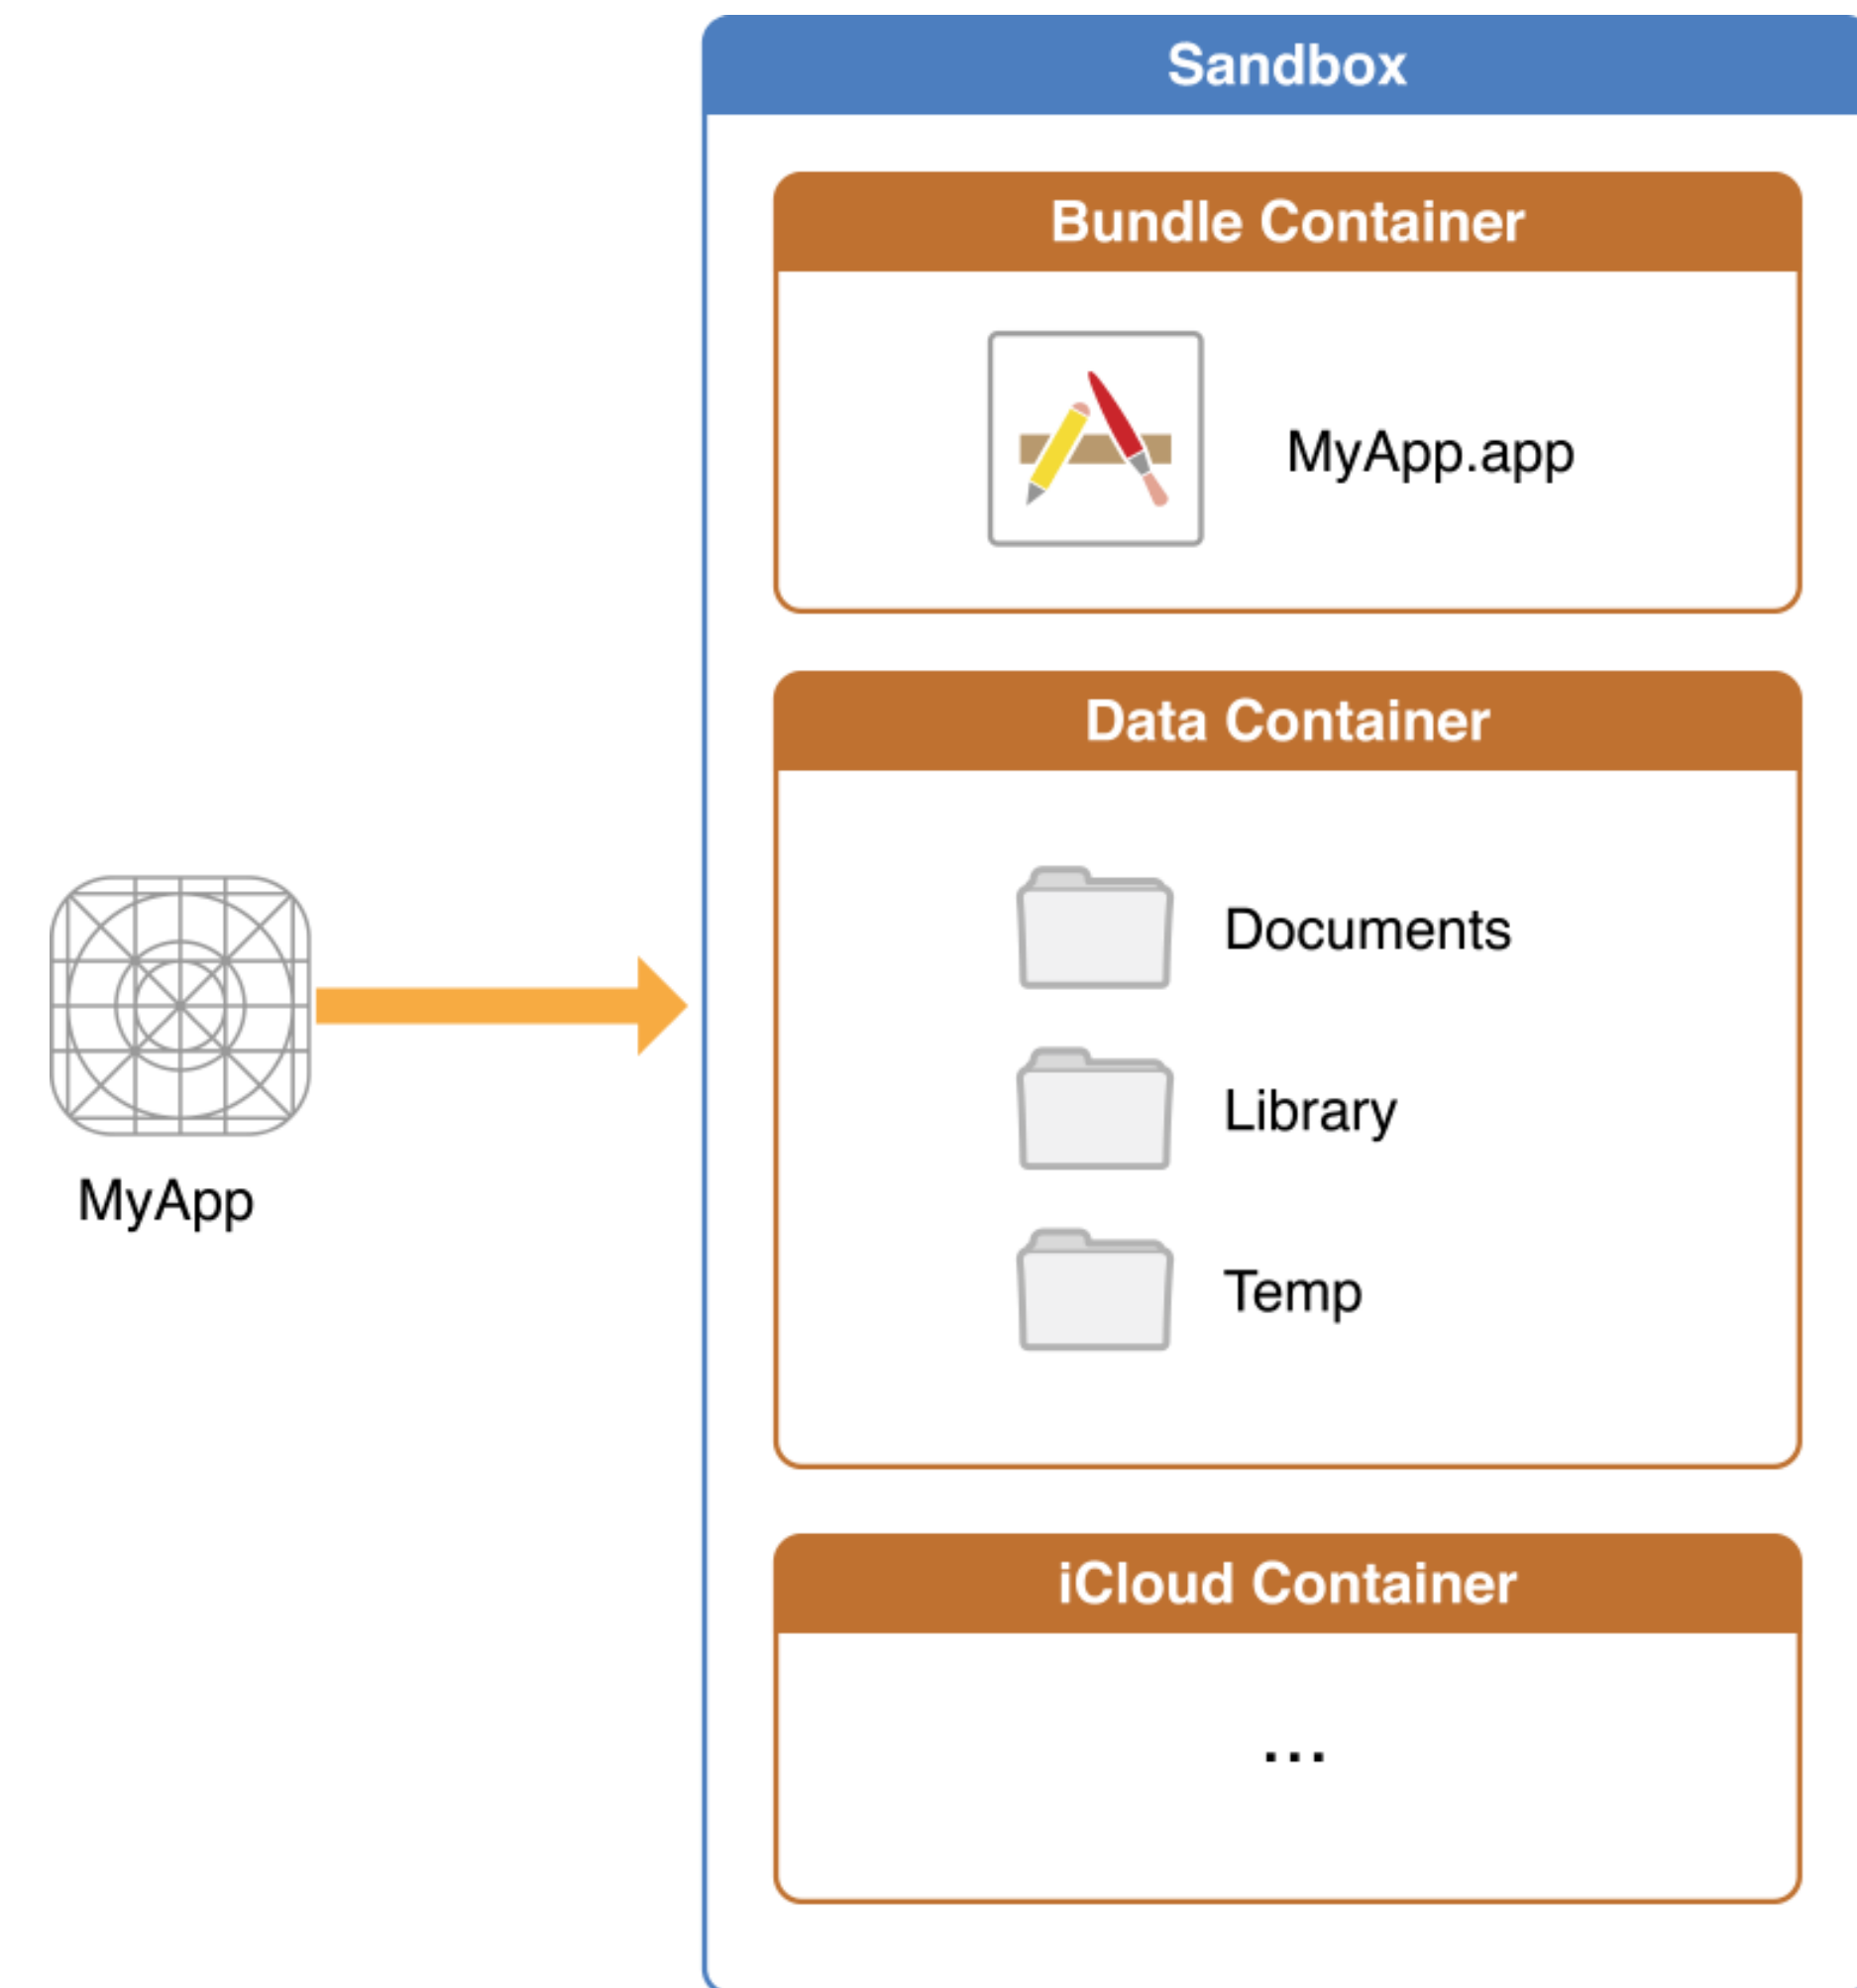 Sandbox
Bundle Container
MyApp.app
Data Container
Documents
Library
Temp
MyApp
iCloud Container
...